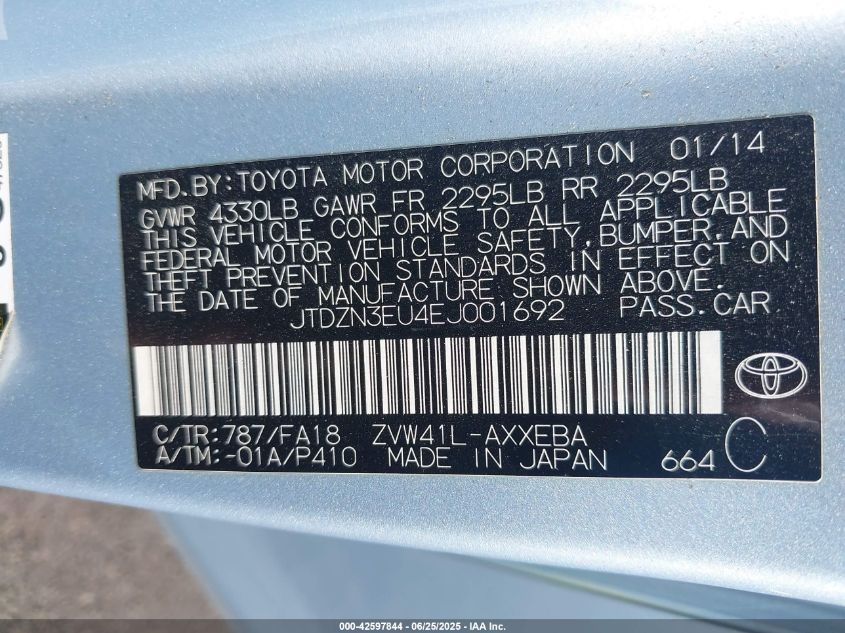 MFD.BY:TOYOTA MOTOR CORPORATION 01/14
GVWR 4330LB GAWR FR 2295LB RR 2295LB
THIS VEHICLE CONFORMS TO ALL APPLICABLE
FEDERAL MOTOR VEHICLE SAFETY,BUMPER,AND
THEFT PREVENTION STANDARDS IN EFFECT ON
THE DATE OF MANUFACTURE SHOWN ABOVE.
JTDZN3EU4EJ001692 PASS.CAR
C/TR:787/FA18 ZVW41L-AXXEBA
A/TM:-01A/P410 MADE IN JAPAN 664 C
000-42597844 / 06/25/2025 - IAA Inc.